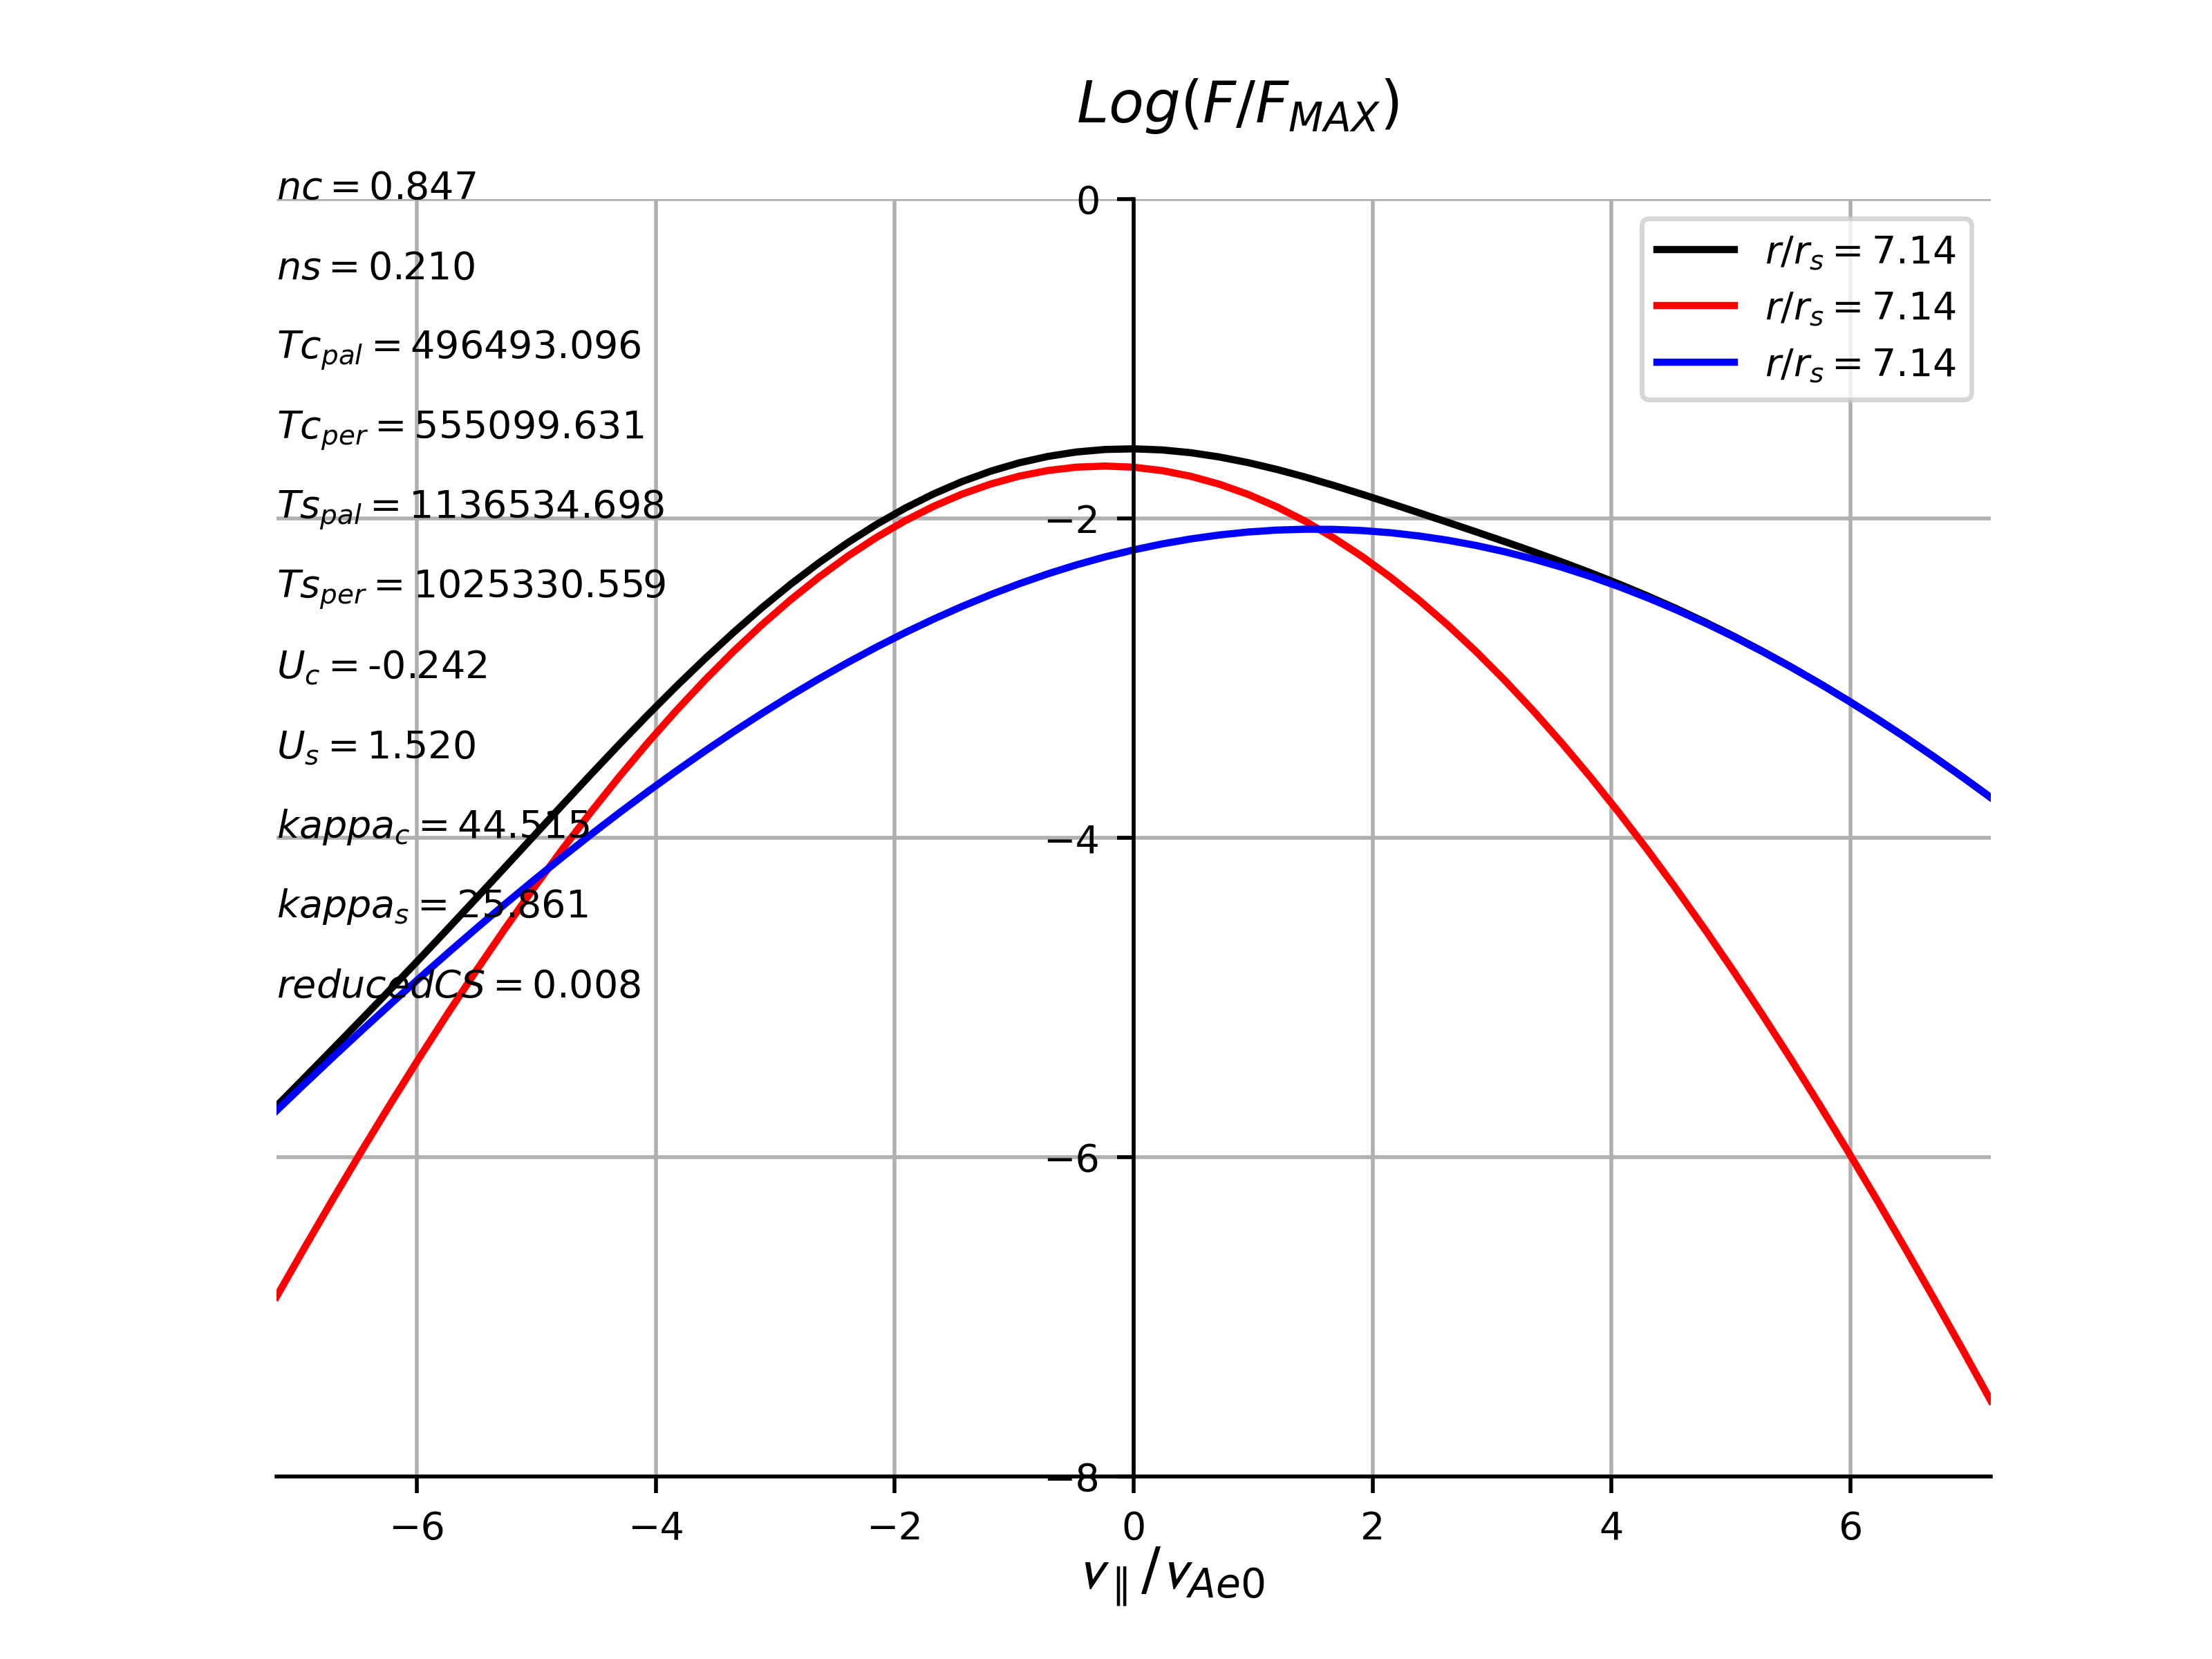 Log(F/F_MAX)
nc = 0.847
ns = 0.210
Tc_pal = 496493.096
Tc_per = 555099.631
Ts_pal = 1136534.698
Ts_per = 1025330.559
U_c = -0.242
U_s = 1.520
kappa_c = 44.515
kappa_s = 25.861
reducedCS = 0.008
0
−2
−4
−6
−8
r/r_s = 7.14
r/r_s = 7.14
r/r_s = 7.14
−6 −4 −2 0 2 4 6
v_∥/v_Ae0